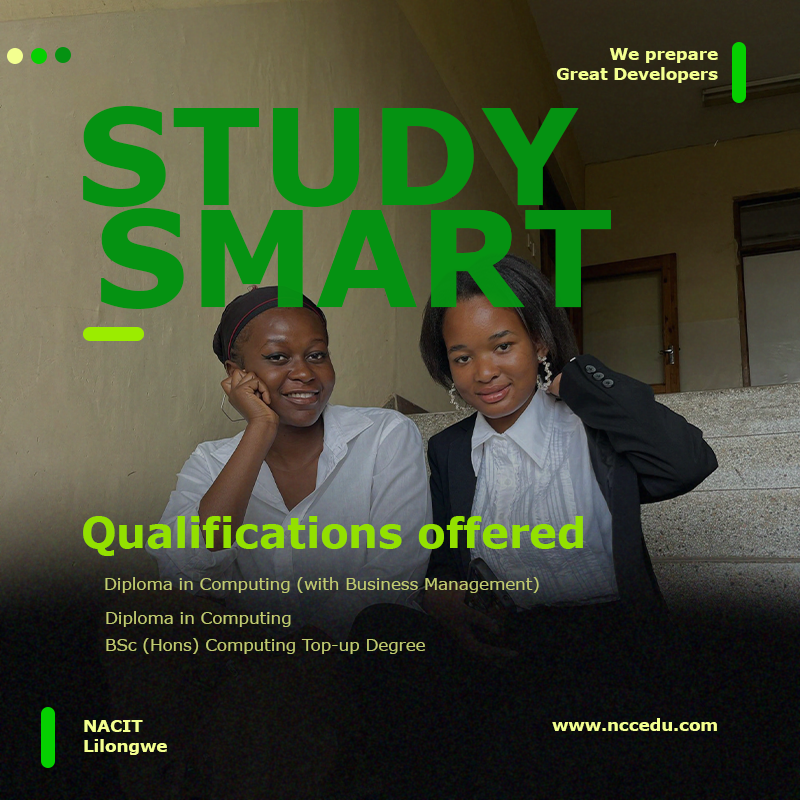 We prepare
Great Developers
STUDY
SMART
Qualifications offered
Diploma in Computing (with Business Management)
Diploma in Computing
BSc (Hons) Computing Top-up Degree
NACIT
Lilongwe
www.nccedu.com